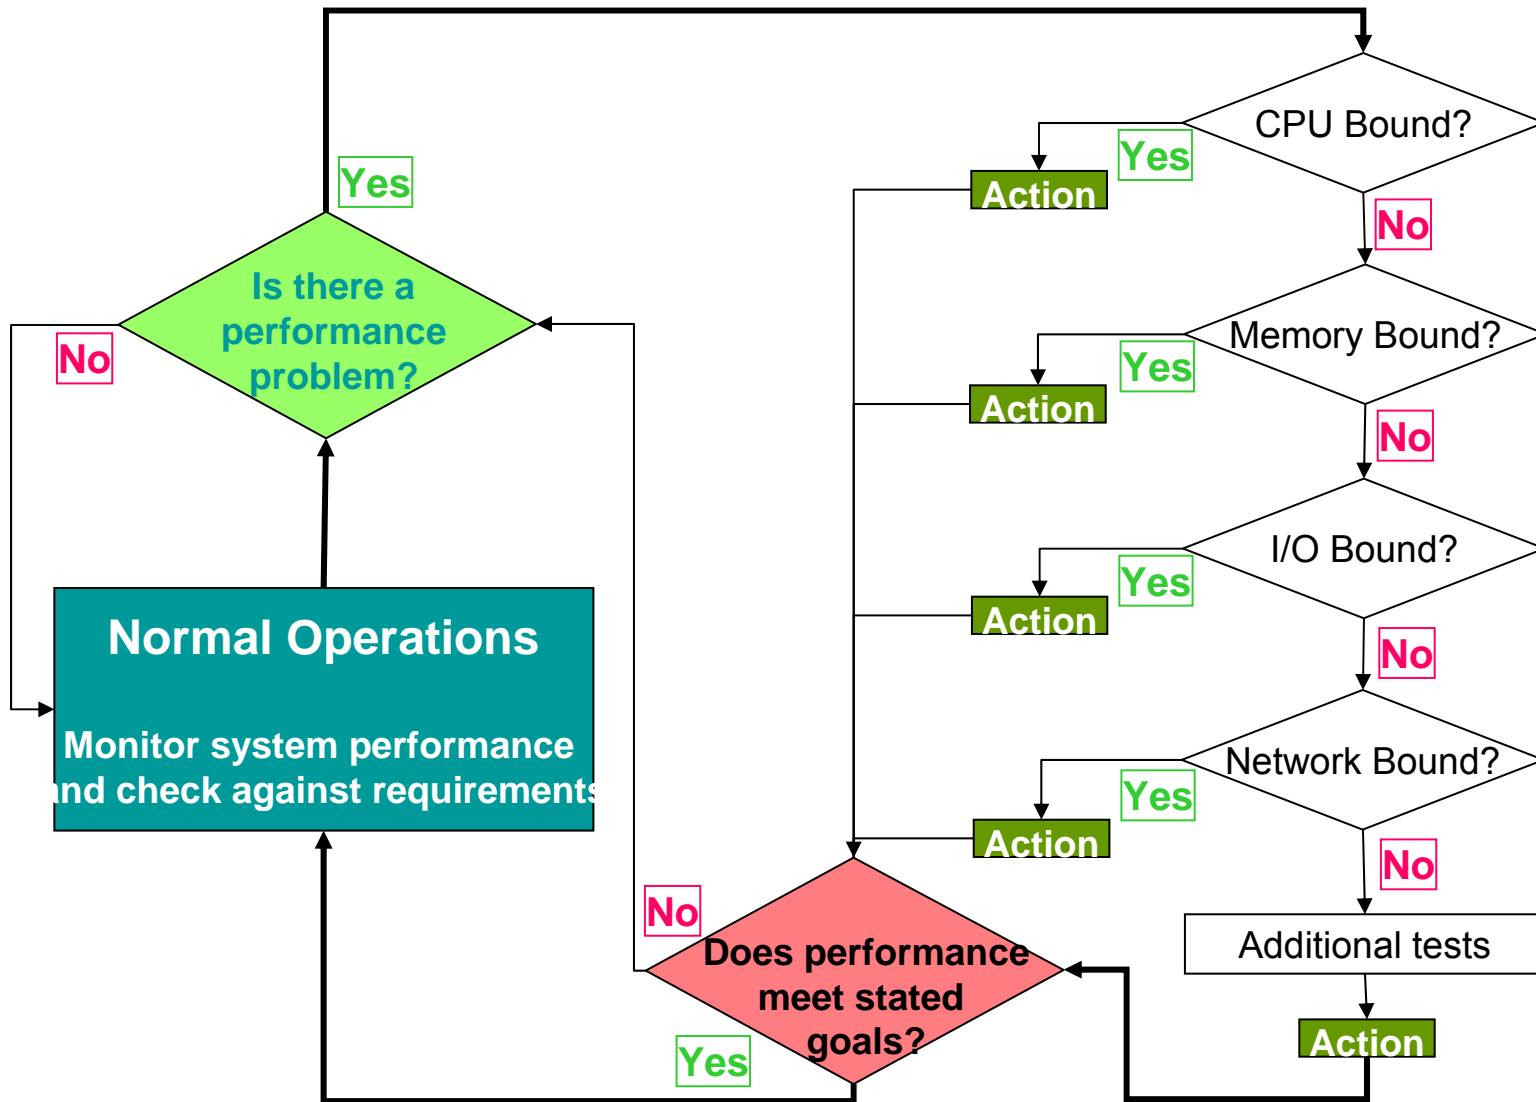 CPU Bound?
Yes
Action
No
Yes
Is there a
performance
problem?
No
Memory Bound?
Yes
Action
No
I/O Bound?
Yes
Action
No
Normal Operations
Monitor system performance
and check against requirements
Network Bound?
Yes
Action
No
No
Does performance
meet stated
goals?
Yes
Additional tests
Action